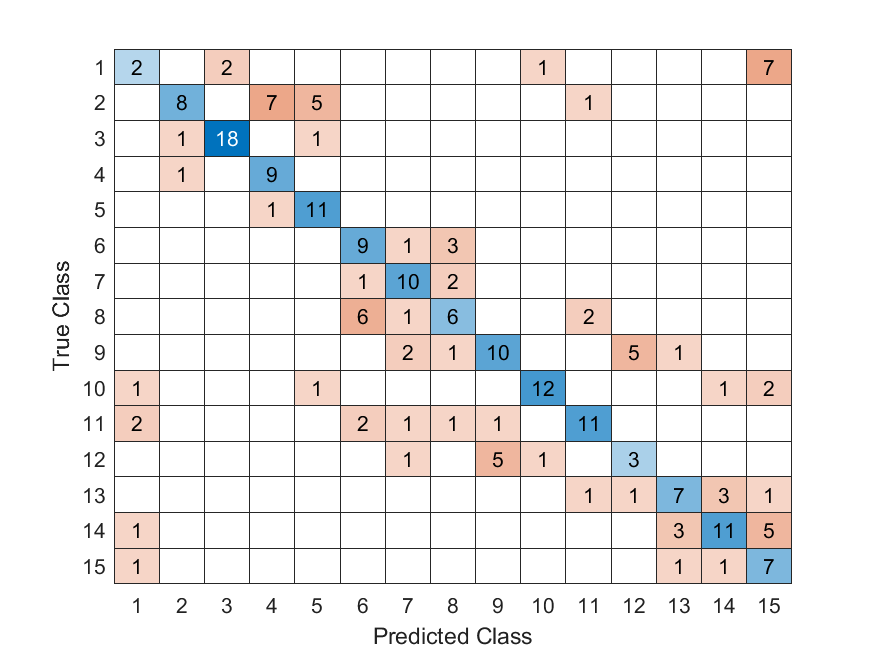 1 2 2 1 7
2 8 7 5 1
3 1 18 1
4 1 9
5 1 11
6 9 1 3
7 1 10 2
8 6 1 6 2
9 2 1 10 5 1
10 1 1 12 1 2
11 2 2 1 1 1 11
12 1 5 1 3
13 1 1 7 3 1
14 1 3 11 5
15 1 1 1 7
1 2 3 4 5 6 7 8 9 10 11 12 13 14 15
Predicted Class
True Class